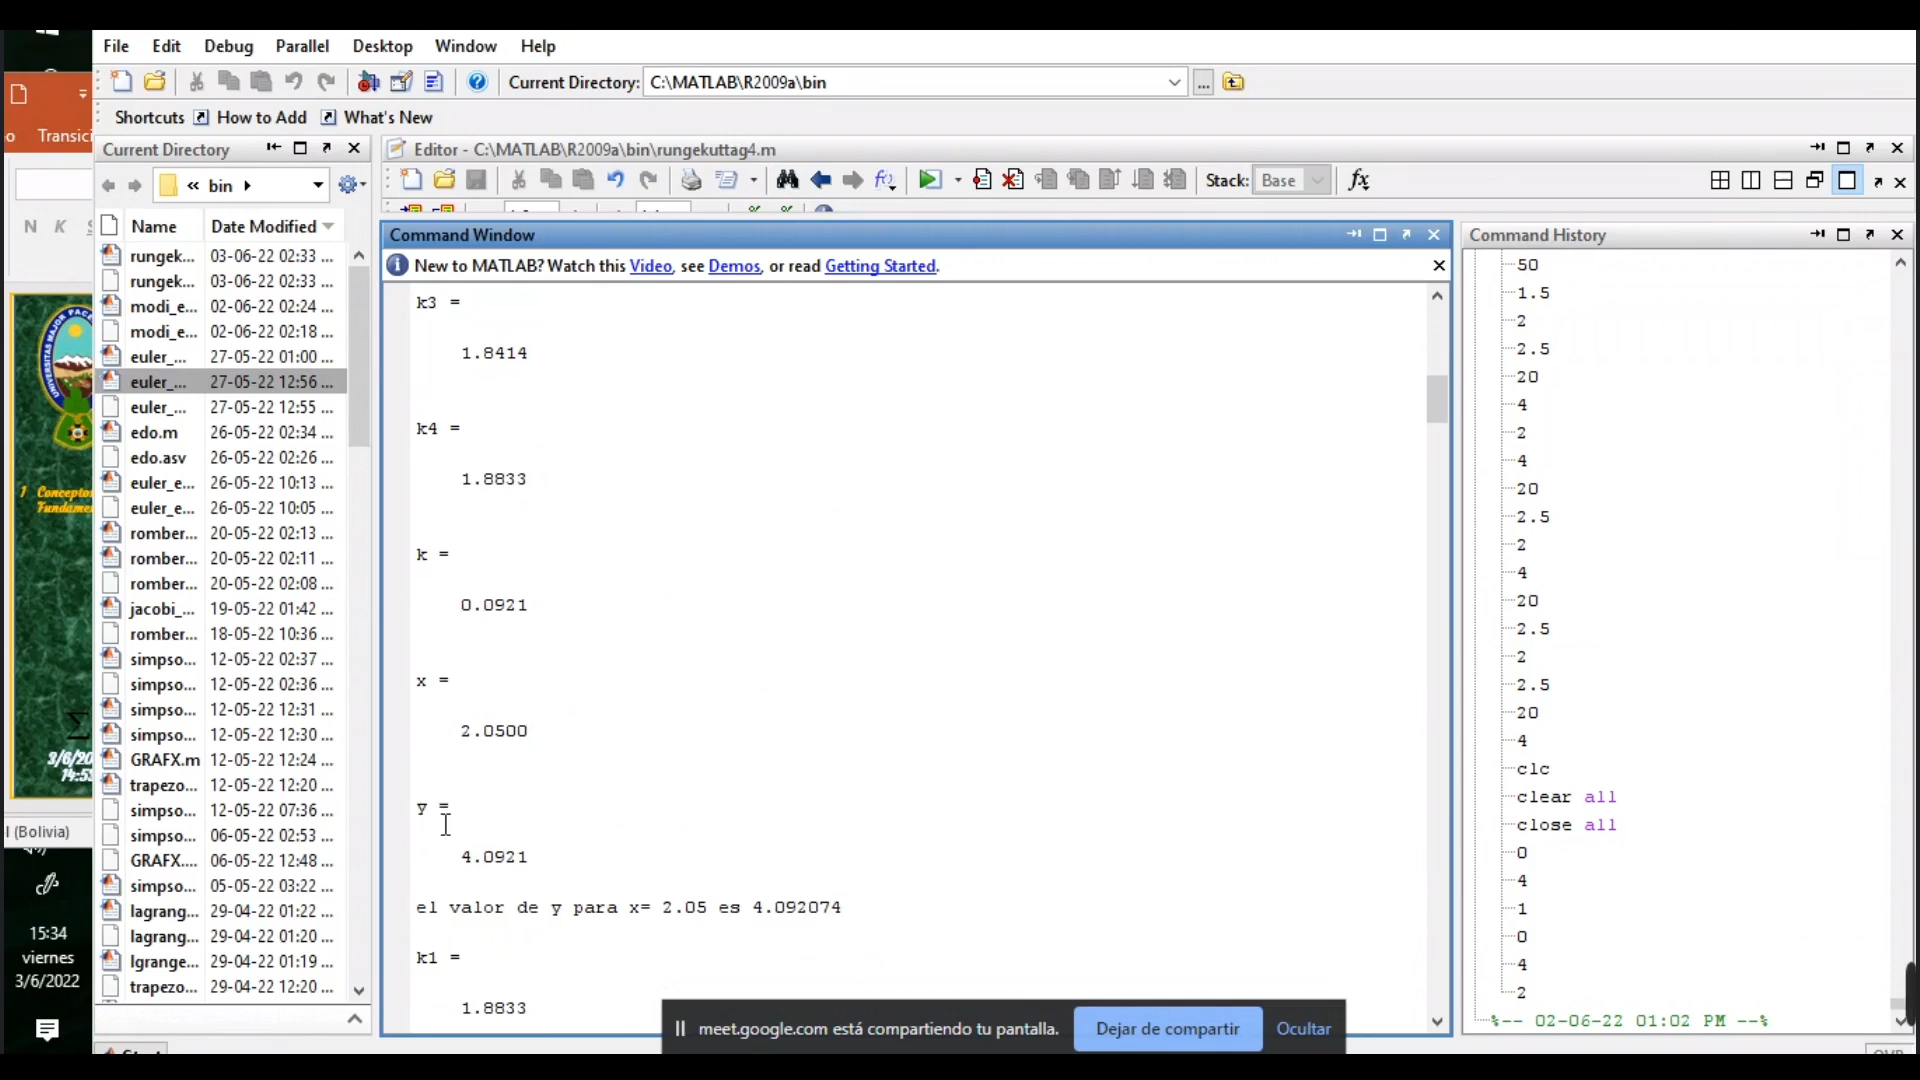 File Edit Debug Parallel Desktop Window Help
Current Directory: C:\MATLAB\R2009a\bin ...
Shortcuts How to Add What's New
Transici
N K S
UNIVERSITAS MAJOR PACE
1 Conceptos
Fundame
Σ
l (Bolivia)
15:34
viernes
3/6/2022
Current Directory
« bin
Name Date Modified
rungek... 03-06-22 02:33 ...
rungek... 03-06-22 02:33 ...
modi_e... 02-06-22 02:24 ...
modi_e... 02-06-22 02:18 ...
euler_... 27-05-22 01:00 ...
euler_... 27-05-22 12:56 ...
euler_... 27-05-22 12:55 ...
edo.m 26-05-22 02:34 ...
edo.asv 26-05-22 02:26 ...
euler_e... 26-05-22 10:13 ...
euler_e... 26-05-22 10:05 ...
romber... 20-05-22 02:13 ...
romber... 20-05-22 02:11 ...
romber... 20-05-22 02:08 ...
jacobi_... 19-05-22 01:42 ...
romber... 18-05-22 10:36 ...
simpso... 12-05-22 02:37 ...
simpso... 12-05-22 02:36 ...
simpso... 12-05-22 12:31 ...
simpso... 12-05-22 12:30 ...
GRAFX.m 12-05-22 12:24 ...
trapezo... 12-05-22 12:20 ...
simpso... 12-05-22 07:36 ...
simpso... 06-05-22 02:53 ...
GRAFX.... 06-05-22 12:48 ...
simpso... 05-05-22 03:22 ...
lagrang... 29-04-22 01:22 ...
lagrang... 29-04-22 01:20 ...
lgrange... 29-04-22 01:19 ...
trapezo... 29-04-22 12:20 ...
Editor - C:\MATLAB\R2009a\bin\rungekuttag4.m
Stack: Base fx
Command Window
New to MATLAB? Watch this Video, see Demos, or read Getting Started.
k3 =
1.8414
k4 =
1.8833
k =
0.0921
x =
2.0500
y =
4.0921
el valor de y para x= 2.05 es 4.092074
k1 =
1.8833
meet.google.com está compartiendo tu pantalla. Dejar de compartir Ocultar
Command History
50
1.5
2
2.5
20
4
2
4
20
2.5
2
4
20
2.5
2
2.5
20
4
clc
clear all
close all
0
4
1
0
4
2
%-- 02-06-22 01:02 PM --%